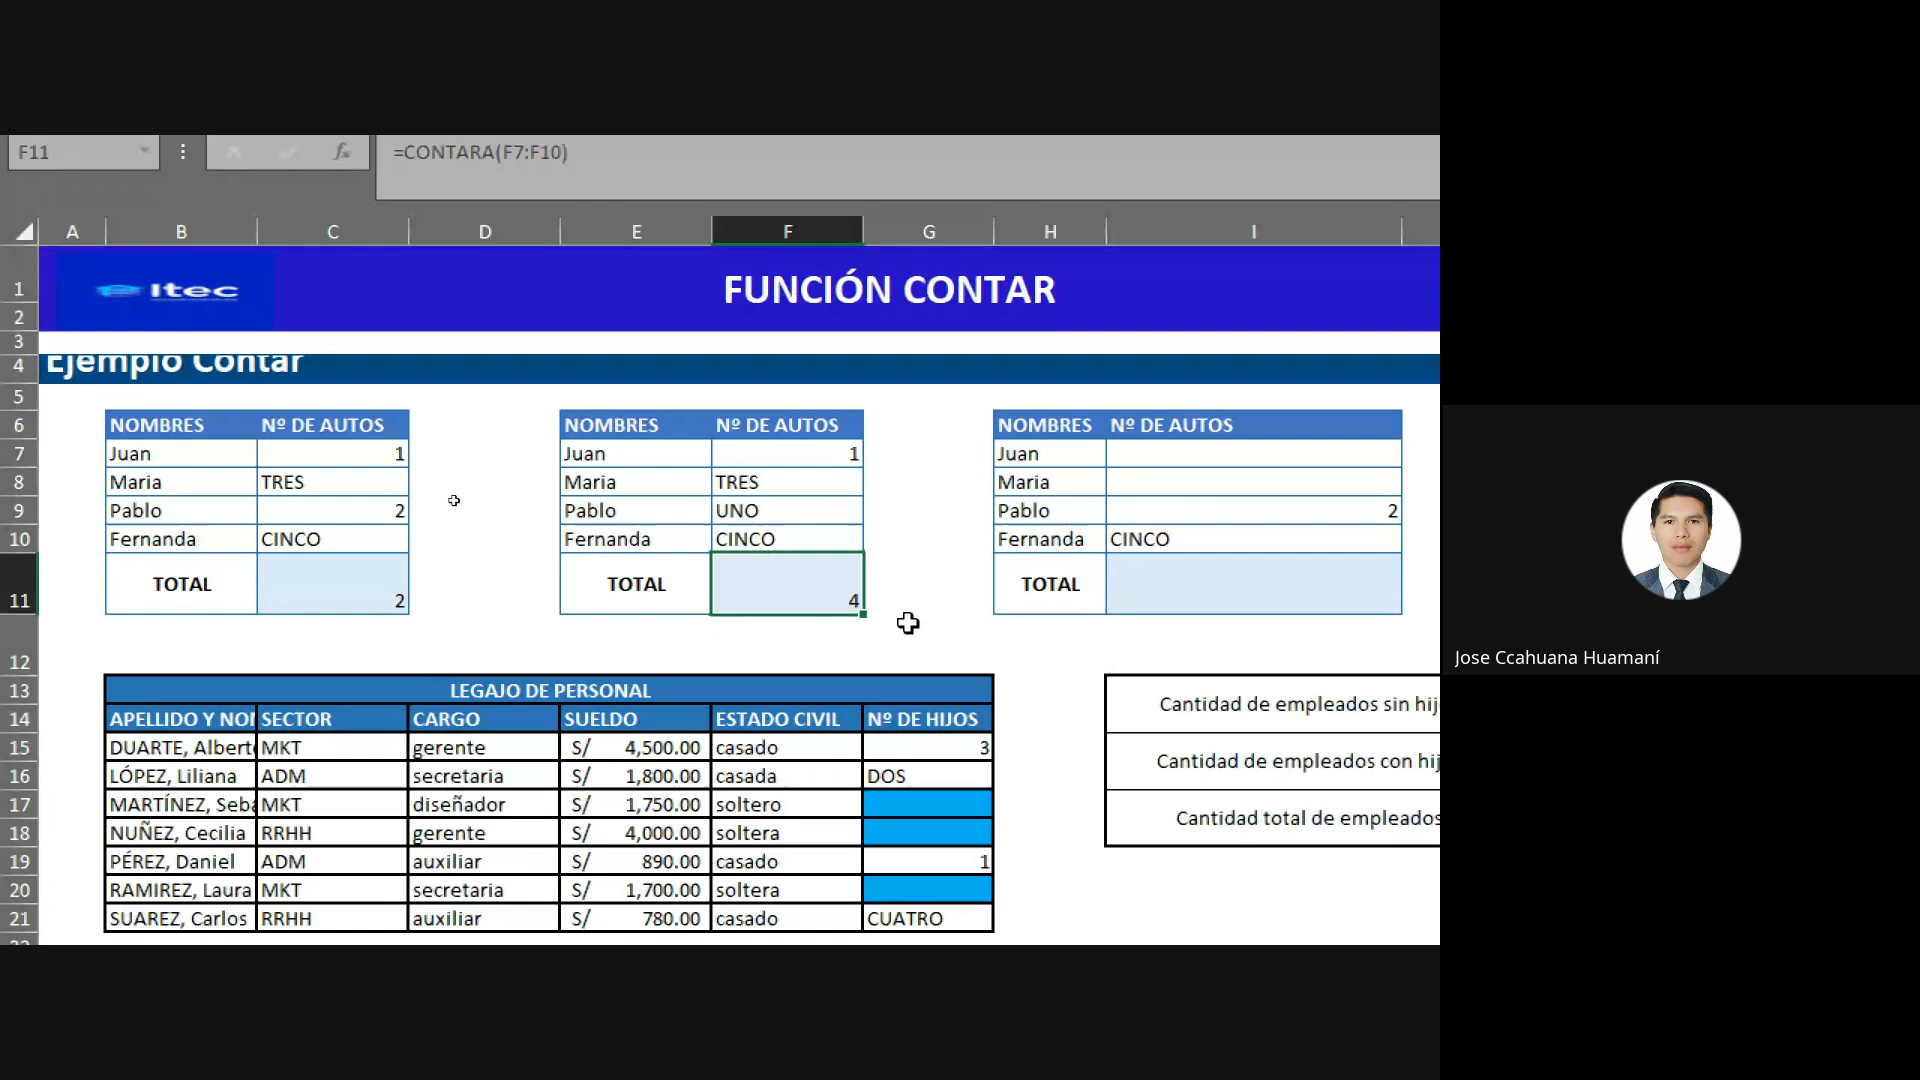 F11 fx =CONTARA(F7:F10)
A B C D E F G H I
1 Itec FUNCIÓN CONTAR
2
3
4 Ejemplo Contar
5
6 NOMBRES Nº DE AUTOS NOMBRES Nº DE AUTOS NOMBRES Nº DE AUTOS
7 Juan 1 Juan 1 Juan
8 Maria TRES Maria TRES Maria
9 Pablo 2 Pablo UNO Pablo 2
10 Fernanda CINCO Fernanda CINCO Fernanda CINCO
11 TOTAL 2 TOTAL 4 TOTAL
12
13 LEGAJO DE PERSONAL
14 APELLIDO Y NOI SECTOR CARGO SUELDO ESTADO CIVIL Nº DE HIJOS
15 DUARTE, Albert MKT gerente S/ 4,500.00 casado 3
16 LÓPEZ, Liliana ADM secretaria S/ 1,800.00 casada DOS
17 MARTÍNEZ, Seba MKT diseñador S/ 1,750.00 soltero
18 NUÑEZ, Cecilia RRHH gerente S/ 4,000.00 soltera
19 PÉREZ, Daniel ADM auxiliar S/ 890.00 casado 1
20 RAMIREZ, Laura MKT secretaria S/ 1,700.00 soltera
21 SUAREZ, Carlos RRHH auxiliar S/ 780.00 casado CUATRO
Cantidad de empleados sin hij
Cantidad de empleados con hij
Cantidad total de empleados
Jose Ccahuana Huamaní